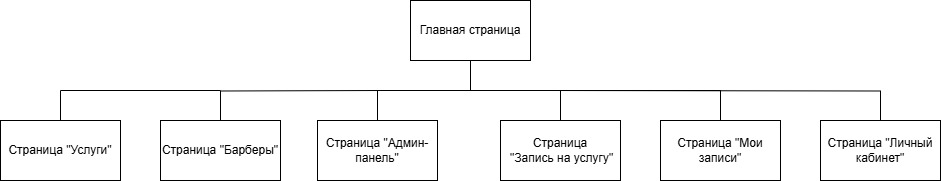 Главная страница
Страница "Услуги"
Страница "Барберы"
Страница "Админ-
панель"
Страница
"Запись на услугу"
Страница "Мои
записи"
Страница "Личный
кабинет"